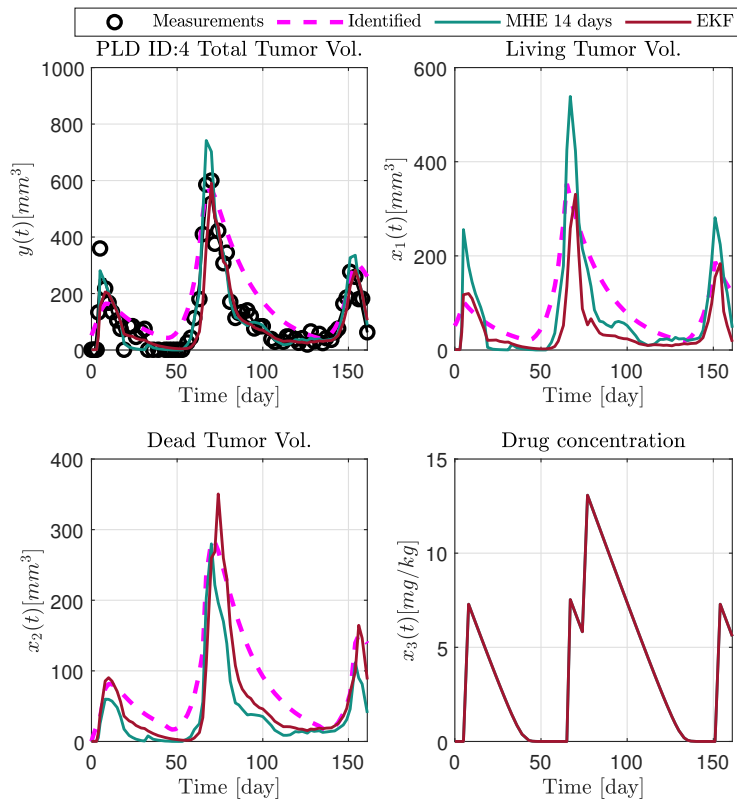 Measurements Identified MHE 14 days EKF
PLD ID:4 Total Tumor Vol.
1000
800
600
400
200
0
y(t)[mm³]
0 50 100 150
Time [day]
Living Tumor Vol.
600
400
200
0
x₁(t)[mm³]
0 50 100 150
Time [day]
Dead Tumor Vol.
400
300
200
100
0
x₂(t)[mm³]
0 50 100 150
Time [day]
Drug concentration
15
10
5
0
x₃(t)[mg/kg]
0 50 100 150
Time [day]